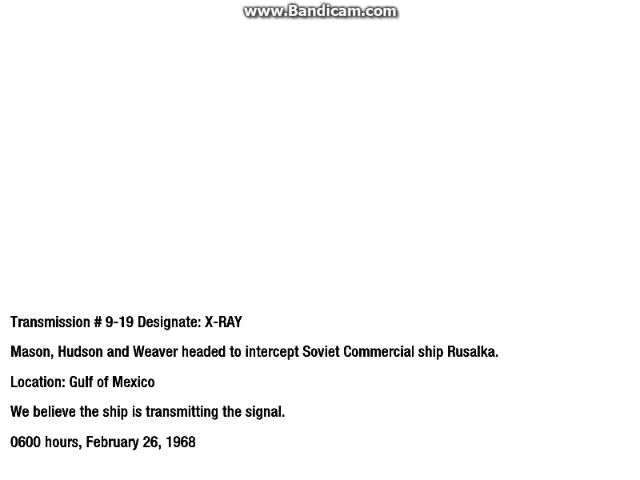 www.Bandicam.com
Transmission # 9-19 Designate: X-RAY
Mason, Hudson and Weaver headed to intercept Soviet Commercial ship Rusalka.
Location: Gulf of Mexico
We believe the ship is transmitting the signal.
0600 hours, February 26, 1968